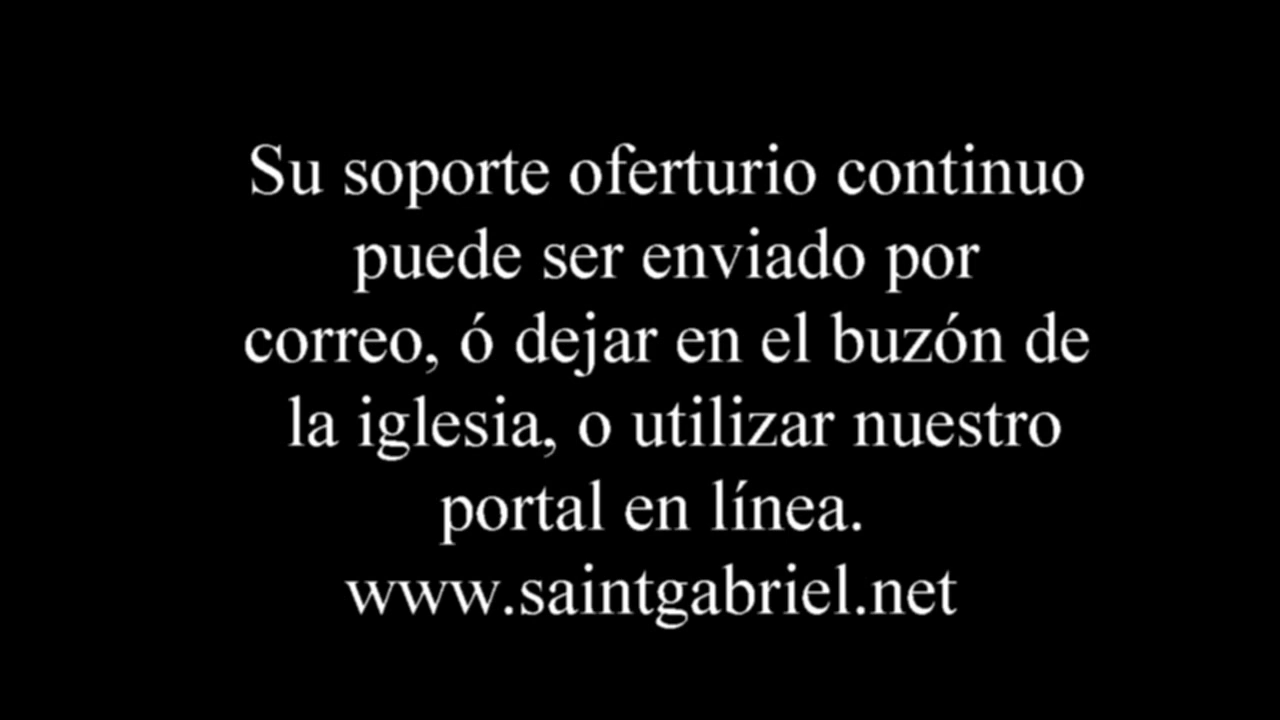 Su soporte oferturio continuo
puede ser enviado por
correo, ó dejar en el buzón de
la iglesia, o utilizar nuestro
portal en línea.
www.saintgabriel.net